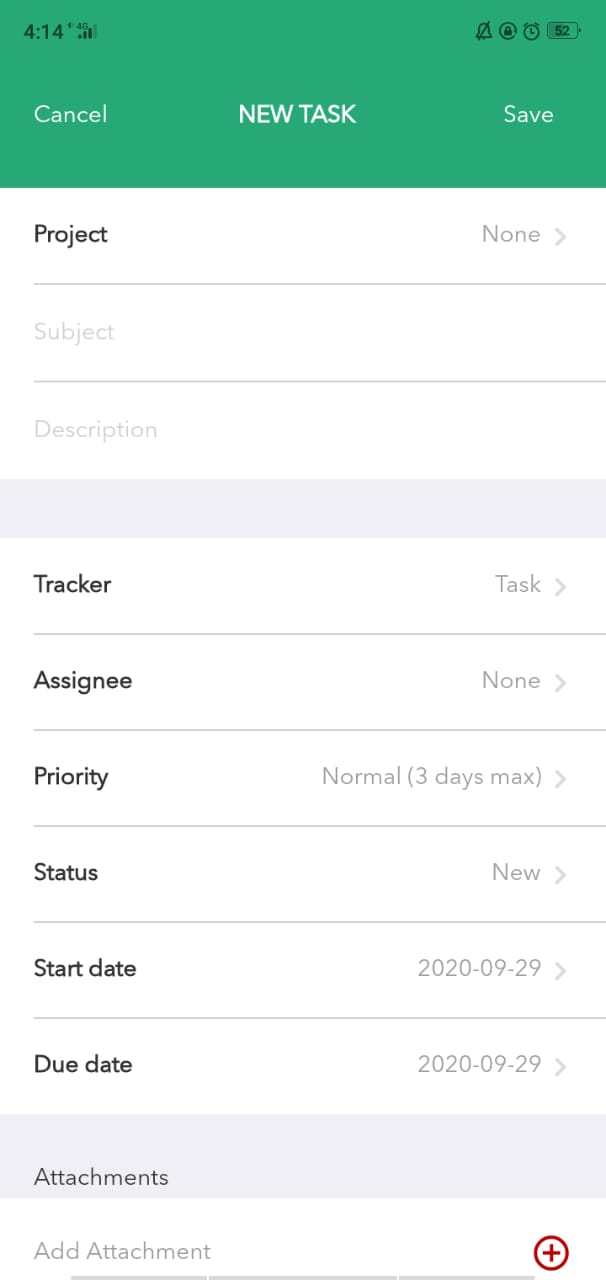 4:14 4G 52
Cancel NEW TASK Save
Project None
Subject
Description
Tracker Task
Assignee None
Priority Normal (3 days max)
Status New
Start date 2020-09-29
Due date 2020-09-29
Attachments
Add Attachment